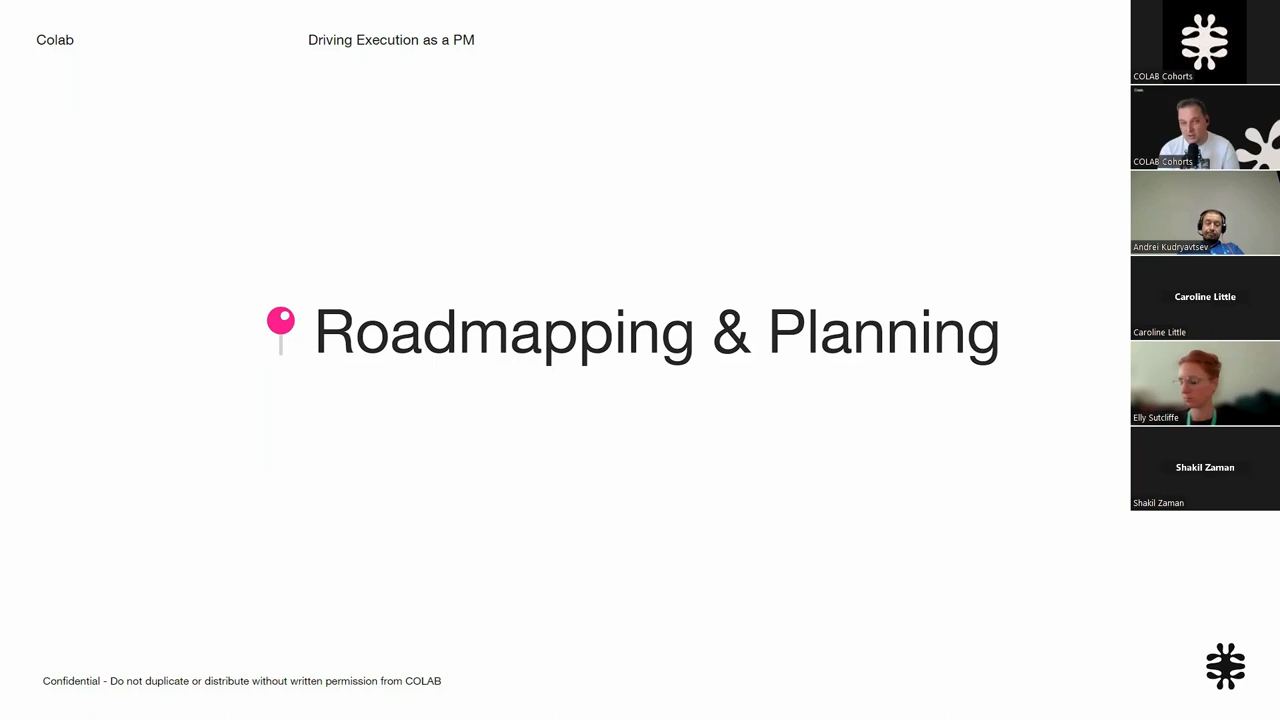 Colab
Driving Execution as a PM
Roadmapping & Planning
Confidential - Do not duplicate or distribute without written permission from COLAB
COLAB Cohorts
COLAB Cohorts
Andrei Kudryavtsev
Caroline Little
Caroline Little
Elly Sutcliffe
Shakil Zaman
Shakil Zaman